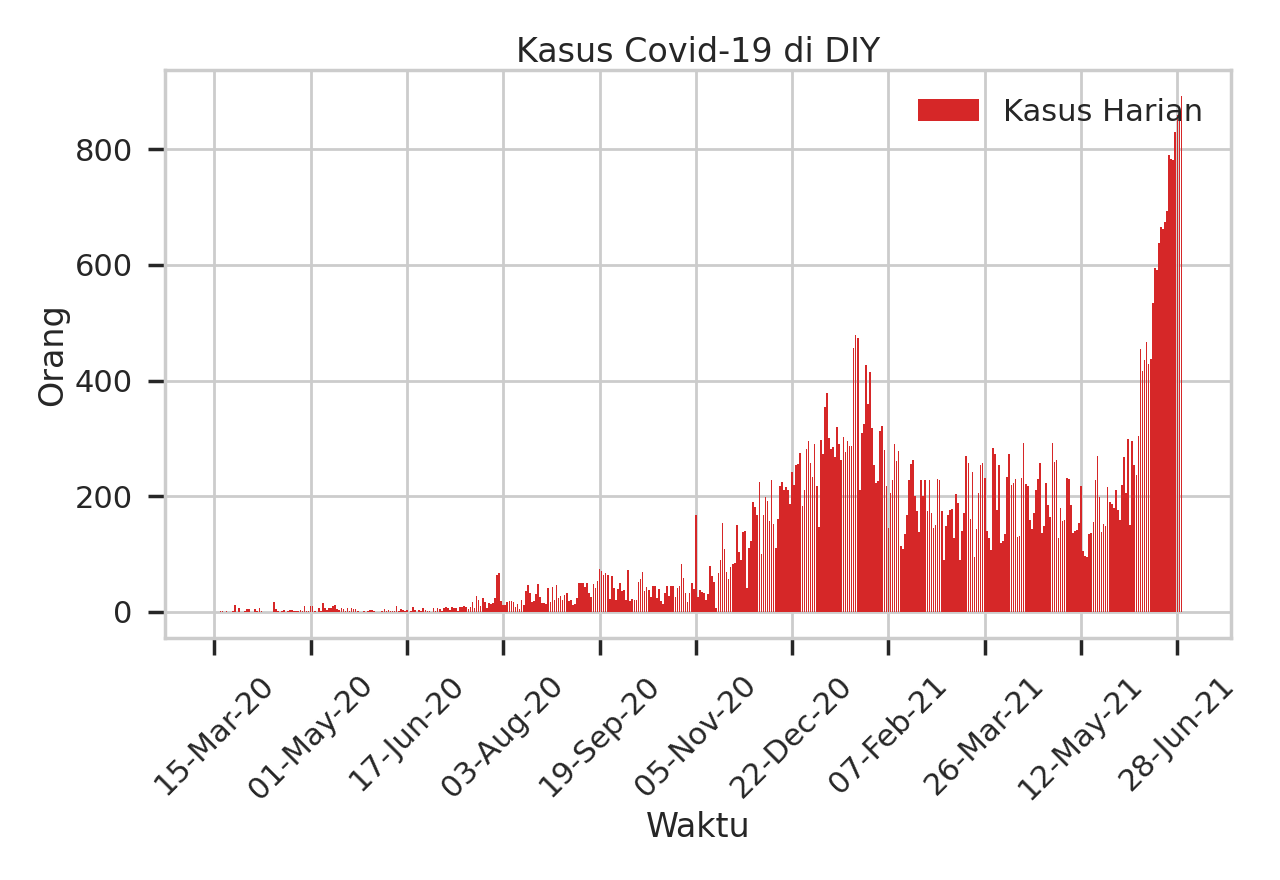 Kasus Covid-19 di DIY
Kasus Harian
Orang
800
600
400
200
0
15-Mar-20
01-May-20
17-Jun-20
03-Aug-20
19-Sep-20
05-Nov-20
22-Dec-20
07-Feb-21
26-Mar-21
12-May-21
28-Jun-21
Waktu